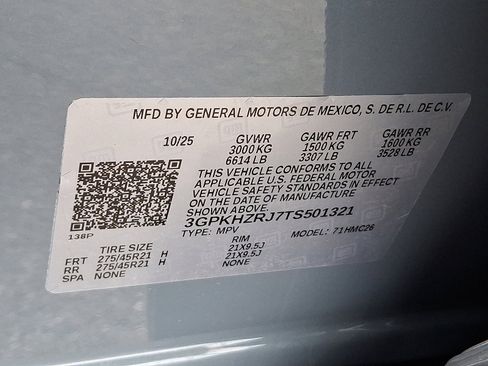 MFD BY GENERAL MOTORS DE MEXICO, S. DE R.L. DE C.V.
10/25 GVWR GAWR FRT GAWR RR
3000 KG 1500 KG 1600 KG
6614 LB 3307 LB 3528 LB
THIS VEHICLE CONFORMS TO ALL
APPLICABLE U.S. FEDERAL MOTOR
VEHICLE SAFETY STANDARDS IN EFFECT
ON THE DATE OF MANUFACTURE
SHOWN ABOVE.
3GPKHZRJ7TS501321
138P TYPE: MPV MODEL: 71HMC26
TIRE SIZE RIM
FRT 275/45R21 H 21X9.5J
RR 275/45R21 H 21X9.5J
SPA NONE NONE